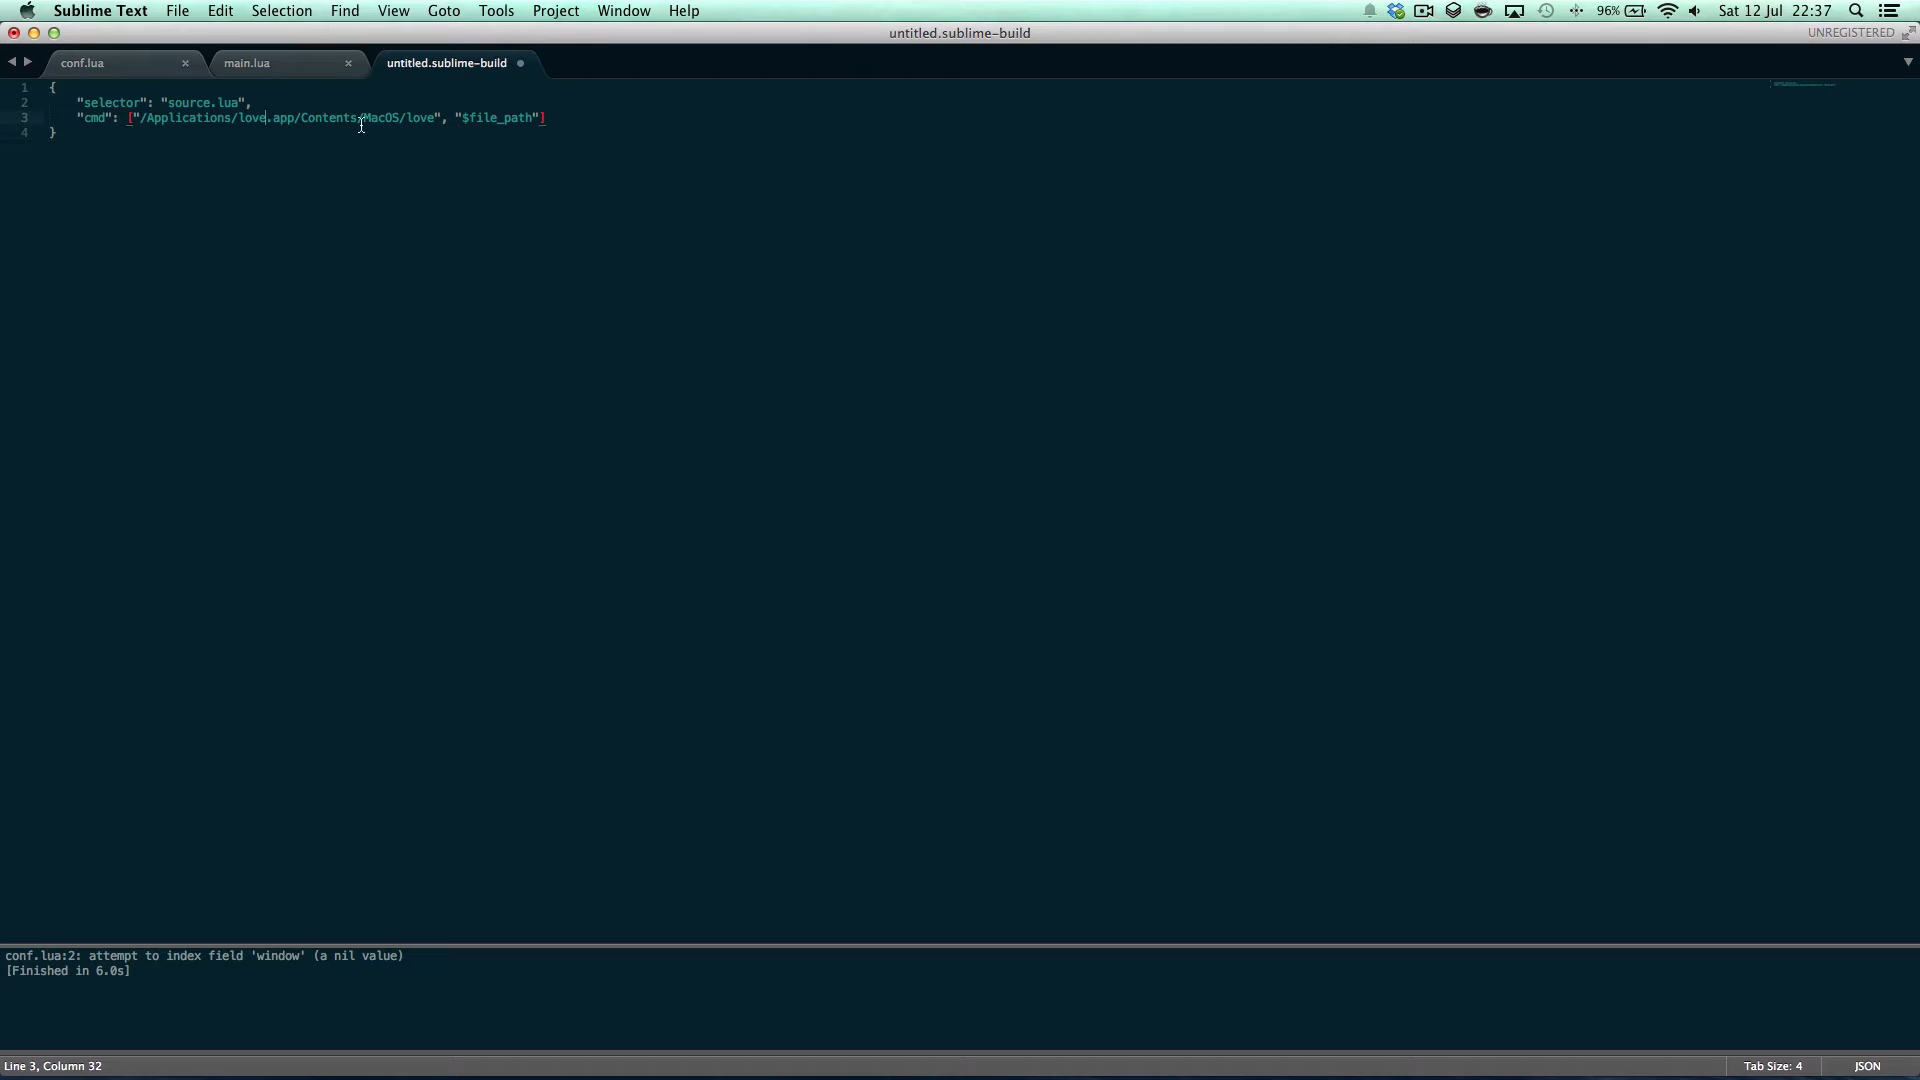 Sublime Text File Edit Selection Find View Goto Tools Project Window Help 96% Sat 12 Jul 22:37
untitled.sublime-build UNREGISTERED
conf.lua × main.lua × untitled.sublime-build
1 {
2 "selector": "source.lua",
3 "cmd": ["/Applications/love.app/Contents/MacOS/love", "$file_path"]
4 }
conf.lua:2: attempt to index field 'window' (a nil value)
[Finished in 6.0s]
Line 3, Column 32 Tab Size: 4 JSON